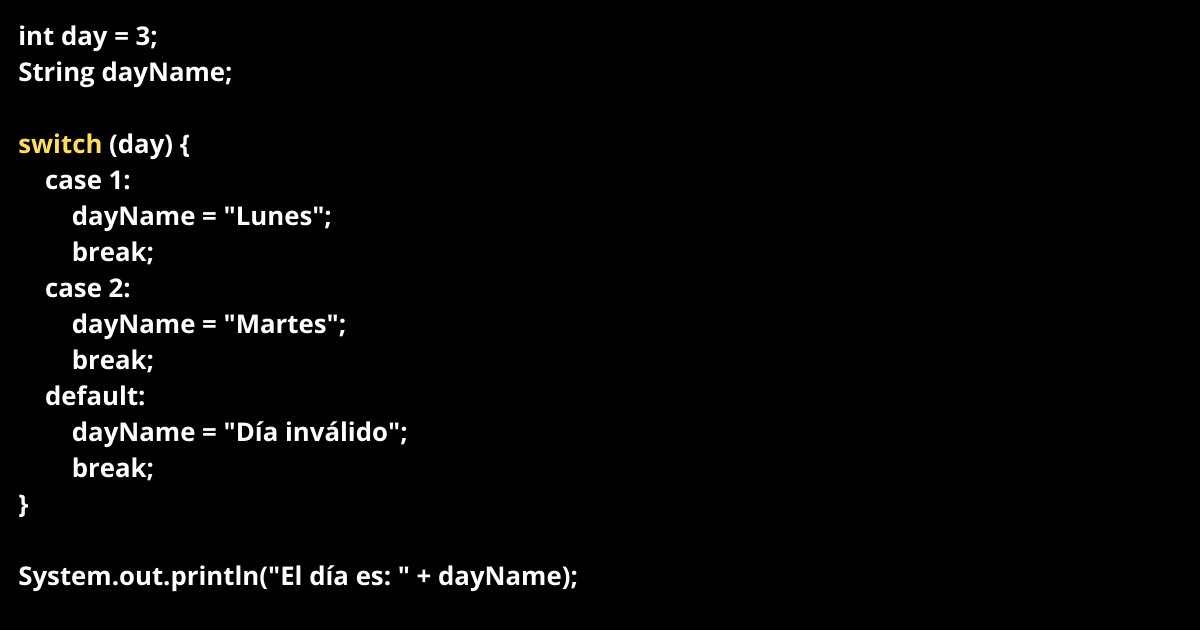 int day = 3;
String dayName;
switch (day) {
case 1:
dayName = "Lunes";
break;
case 2:
dayName = "Martes";
break;
default:
dayName = "Día inválido";
break;
}
System.out.println("El día es: " + dayName);